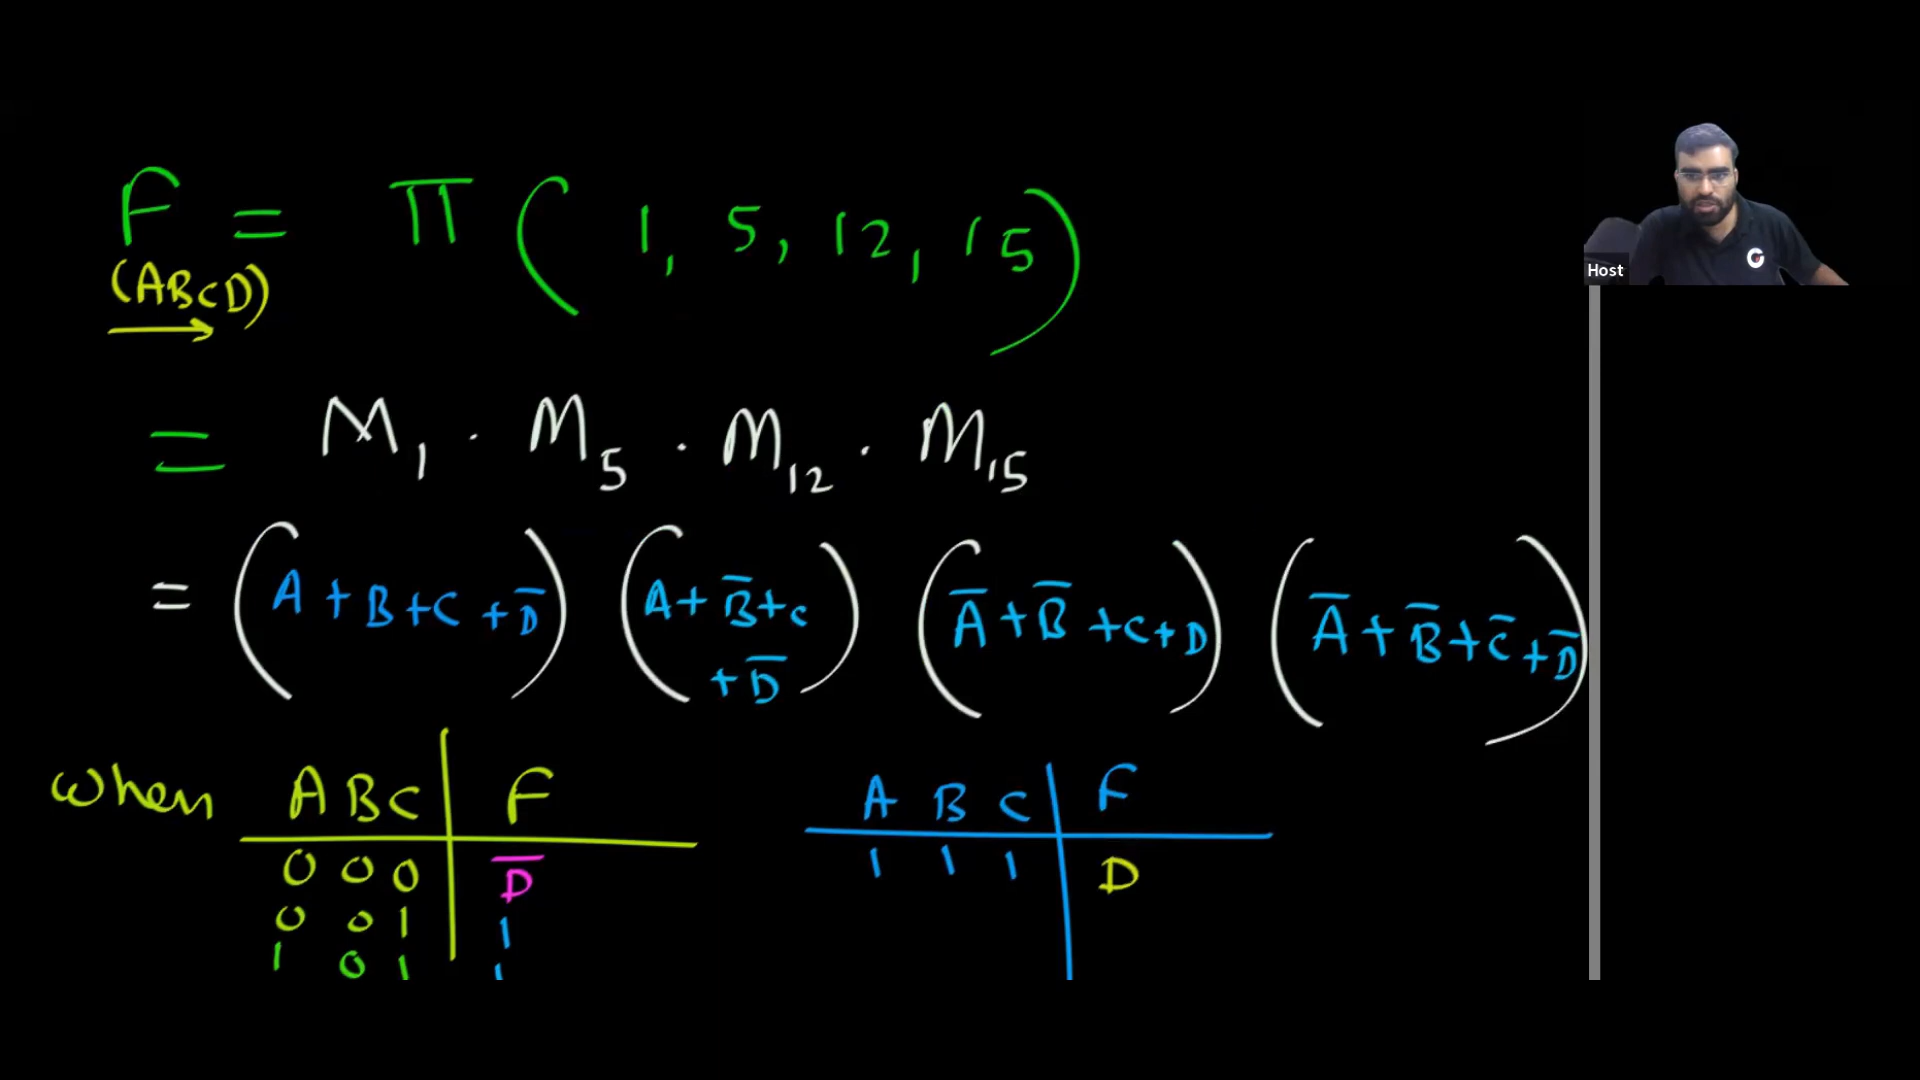 F = Π ( 1, 5, 12, 15 )
(ABCD)
= M₁ · M₅ · M₁₂ · M₁₅
= (A + B + C + D̅) (A + B̅ + C + D̅) (A̅ + B̅ + C + D) (A̅ + B̅ + C̅ + D̅)
when A B C | F
0 0 0 | D̅
0 0 1 | 1
1 0 1 | 1
A B C | F
1 1 1 | D
Host